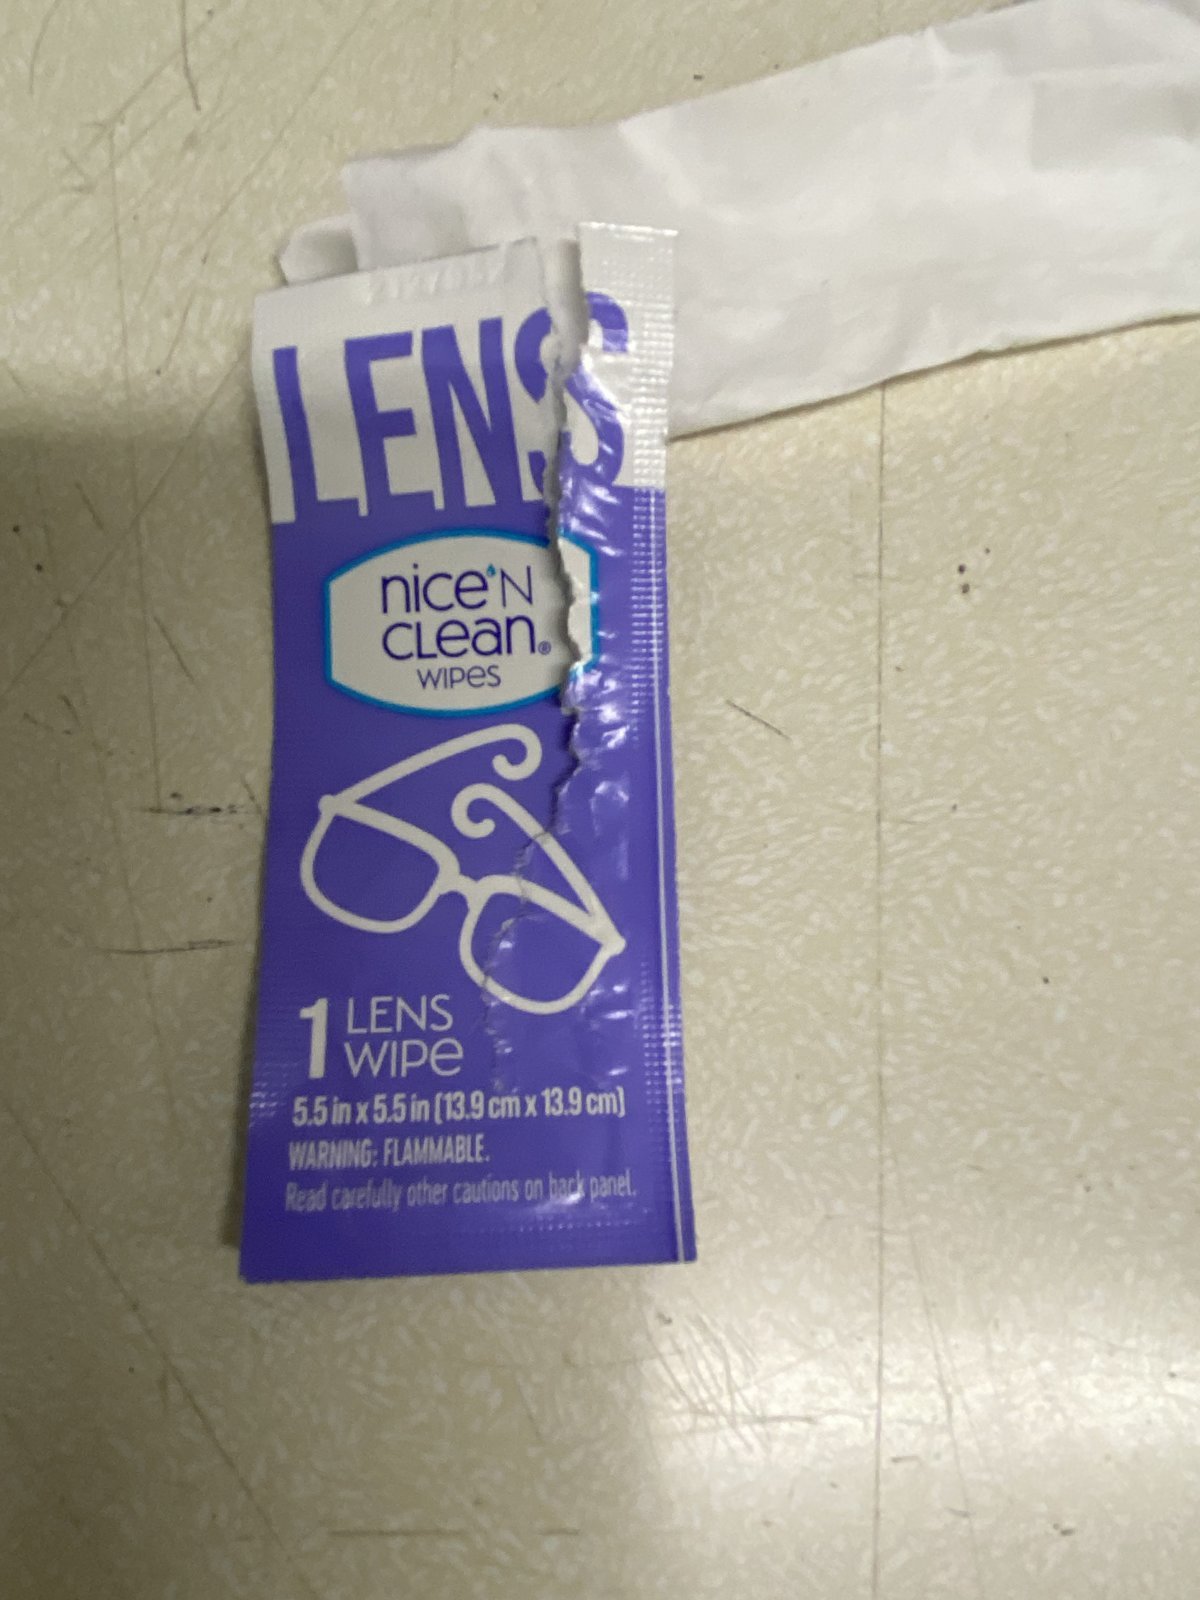 LENS
nice'N
CLean®
WIPes
1 LENS
WIPe
5.5 in x 5.5 in (13.9 cm x 13.9 cm)
WARNING: FLAMMABLE.
Read carefully other cautions on back panel.